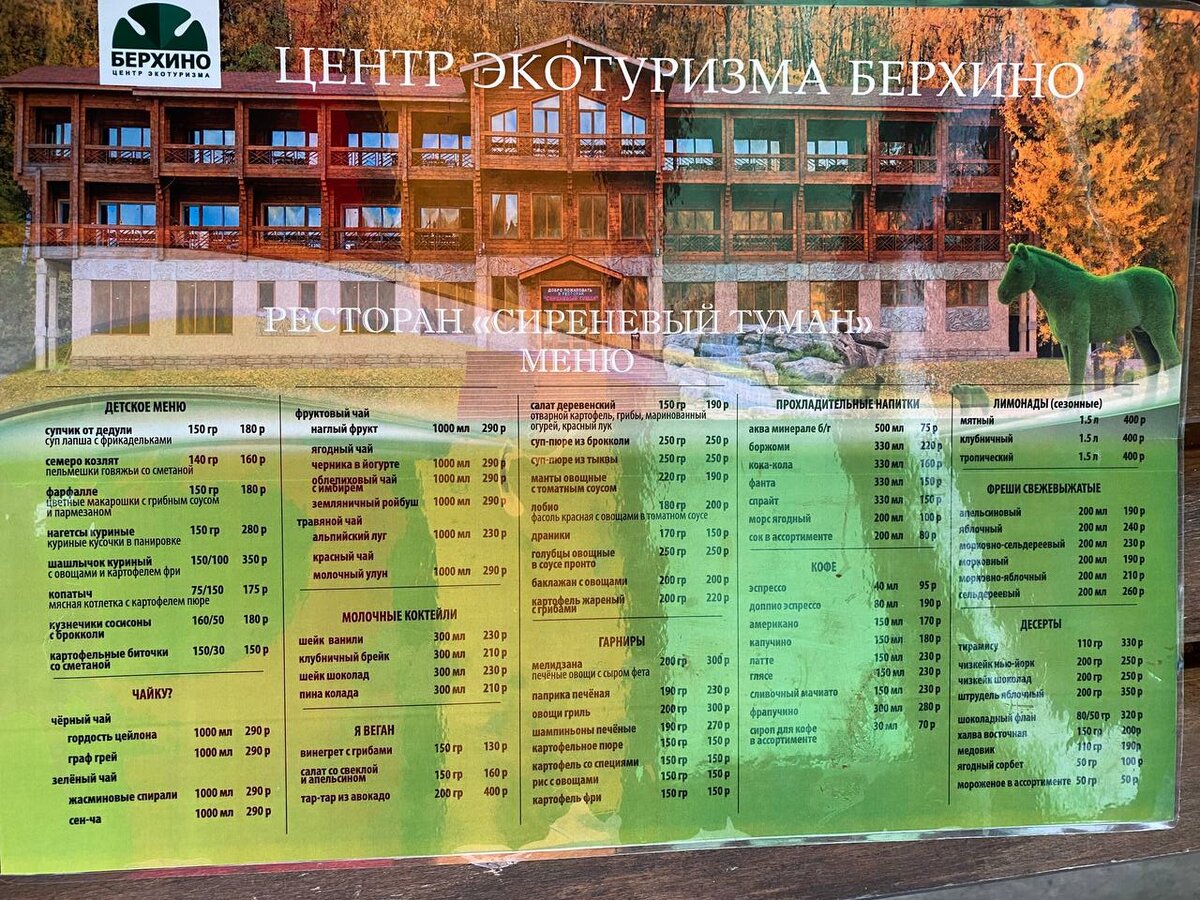 БЕРХИНО
ЦЕНТР ЭКОТУРИЗМА
ЦЕНТР ЭКОТУРИЗМА БЕРХИНО
ДОБРО ПОЖАЛОВАТЬ
В РЕСТОРАН
"СИРЕНЕВЫЙ ТУМАН"
РЕСТОРАН «СИРЕНЕВЫЙ ТУМАН»
МЕНЮ
ДЕТСКОЕ МЕНЮ
супчик от дедули 150 гр 180 р
суп лапша с фрикадельками
семеро козлят 140 гр 160 р
пельмешки говяжьи со сметаной
фарфалле 150 гр 180 р
цветные макарошки с грибным соусом
и пармезаном
нагетсы куриные 150 гр 280 р
куриные кусочки в панировке
шашлычок куриный 150/100 350 р
с овощами и картофелем фри
копатыч 75/150 175 р
мясная котлетка с картофелем пюре
кузнечики сосисоны 160/50 180 р
с брокколи
картофельные биточки 150/30 150 р
со сметаной
ЧАЙКУ?
чёрный чай
гордость цейлона 1000 мл 290 р
граф грей 1000 мл 290 р
зелёный чай
жасминовые спирали 1000 мл 290 р
сен-ча 1000 мл 290 р
фруктовый чай
наглый фрукт 1000 мл 290 р
ягодный чай
черника в йогурте 1000 мл 290 р
облепиховый чай 1000 мл 290 р
с имбирем
земляничный ройбуш 1000 мл 290 р
травяной чай
альпийский луг 1000 мл 230 р
красный чай
молочный улун 1000 мл 290 р
МОЛОЧНЫЕ КОКТЕЙЛИ
шейк ванили 300 мл 230 р
клубничный брейк 300 мл 210 р
шейк шоколад 300 мл 230 р
пина колада 300 мл 210 р
Я ВЕГАН
винегрет с грибами 150 гр 130 р
салат со свеклой
и апельсином 150 гр 160 р
тар-тар из авокадо 200 гр 400 р
салат деревенский 150 гр 190 р
отварной картофель, грибы, маринованный
огурей, красный лук
суп-пюре из брокколи 250 гр 250 р
суп-пюре из тыквы 250 гр 250 р
манты овощные 220 гр 190 р
с томатным соусом
лобио 180 гр 200 р
фасоль красная с овощами в томатном соусе
драники 170 гр 150 р
голубцы овощные 250 гр 250 р
в соусе пронто
баклажан с овощами 200 гр 200 р
картофель жареный 200 гр 220 р
с грибами
ГАРНИРЫ
мелидзана 200 гр 300 р
печёные овощи с сыром фета
паприка печёная 190 гр 230 р
овощи гриль 200 гр 300 р
шампиньоны печёные 190 гр 270 р
картофельное пюре 150 гр 150 р
картофель со специями 150 гр 150 р
рис с овощами 150 гр 150 р
картофель фри 150 гр 150 р
ПРОХЛАДИТЕЛЬНЫЕ НАПИТКИ
аква минерале б/г 500 мл 75 р
боржоми 330 мл 220 р
кока-кола 330 мл 160 р
фанта 330 мл 150 р
спрайт 330 мл 150 р
морс ягодный 200 мл 100 р
сок в ассортименте 200 мл 80 р
КОФЕ
эспрессо 40 мл 95 р
доппио эспрессо 80 мл 190 р
американо 150 мл 170 р
капучино 150 мл 180 р
латте 150 мл 230 р
глясе 150 мл 230 р
сливочный мачиато 150 мл 230 р
фрапучино 300 мл 280 р
сироп для кофе 30 мл 70 р
в ассортименте
ЛИМОНАДЫ (сезонные)
мятный 1.5 л 400 р
клубничный 1.5 л 400 р
тропический 1.5 л 400 р
ФРЕШИ СВЕЖЕВЫЖАТЫЕ
апельсиновый 200 мл 190 р
яблочный 200 мл 240 р
морковно-сельдереевый 200 мл 230 р
морковный 200 мл 190 р
морковно-яблочный 200 мл 210 р
сельдереевый 200 мл 260 р
ДЕСЕРТЫ
тирамису 110 гр 330 р
чизкейк нью-йорк 200 гр 250 р
чизкейк шоколад 200 гр 250 р
штрудель яблочный 200 гр 350 р
шоколадный флан 80/50 гр 320 р
халва восточная 150 гр 200р
медовик 110 гр 190р
ягодный сорбет 50 гр 100 р
мороженое в ассортименте 50 гр 50 р